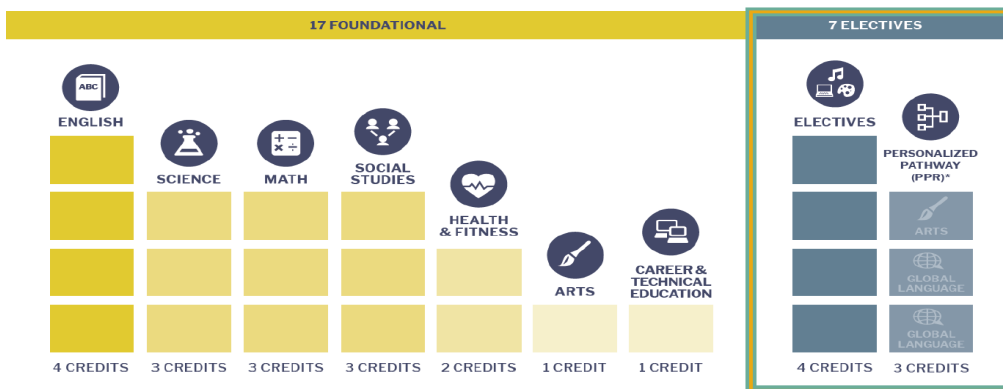 17 FOUNDATIONAL
7 ELECTIVES
ABC
ENGLISH
SCIENCE
MATH
SOCIAL
STUDIES
HEALTH
& FITNESS
ARTS
CAREER &
TECHNICAL
EDUCATION
ELECTIVES
PERSONALIZED
PATHWAY
(PPR)*
ARTS
GLOBAL
LANGUAGE
GLOBAL
LANGUAGE
4 CREDITS
3 CREDITS
3 CREDITS
3 CREDITS
2 CREDITS
1 CREDIT
1 CREDIT
4 CREDITS
3 CREDITS